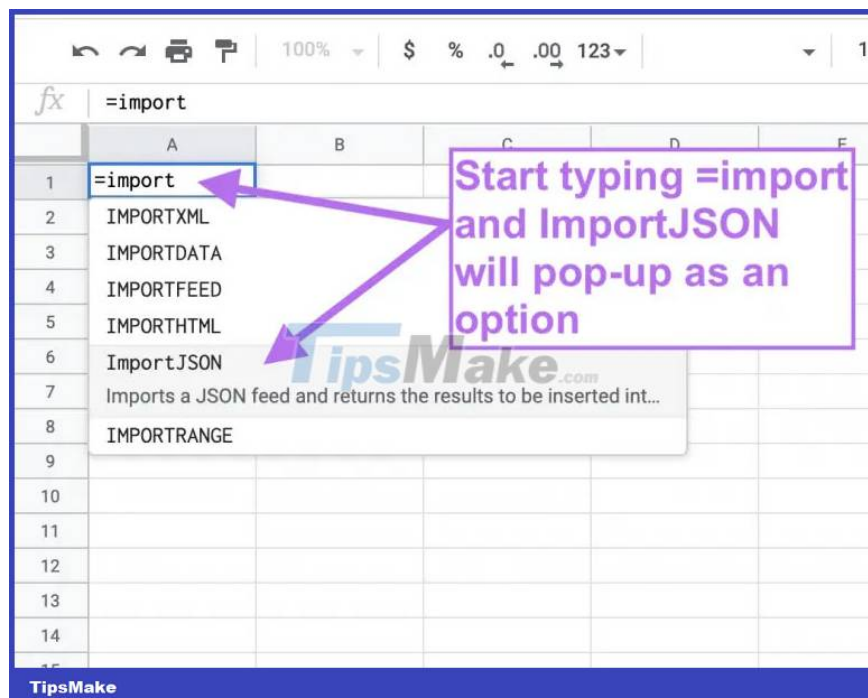 100% $ % .0 .00 123 1
fx =import
A B C D E
1 =import
2 IMPORTXML
3 IMPORTDATA
4 IMPORTFEED
5 IMPORTHTML
6 ImportJSON
7 Imports a JSON feed and returns the results to be inserted int...
8 IMPORTRANGE
9
10
11
12
13
14
15
Start typing =import
and ImportJSON
will pop-up as an
option
TipsMake.com
TipsMake